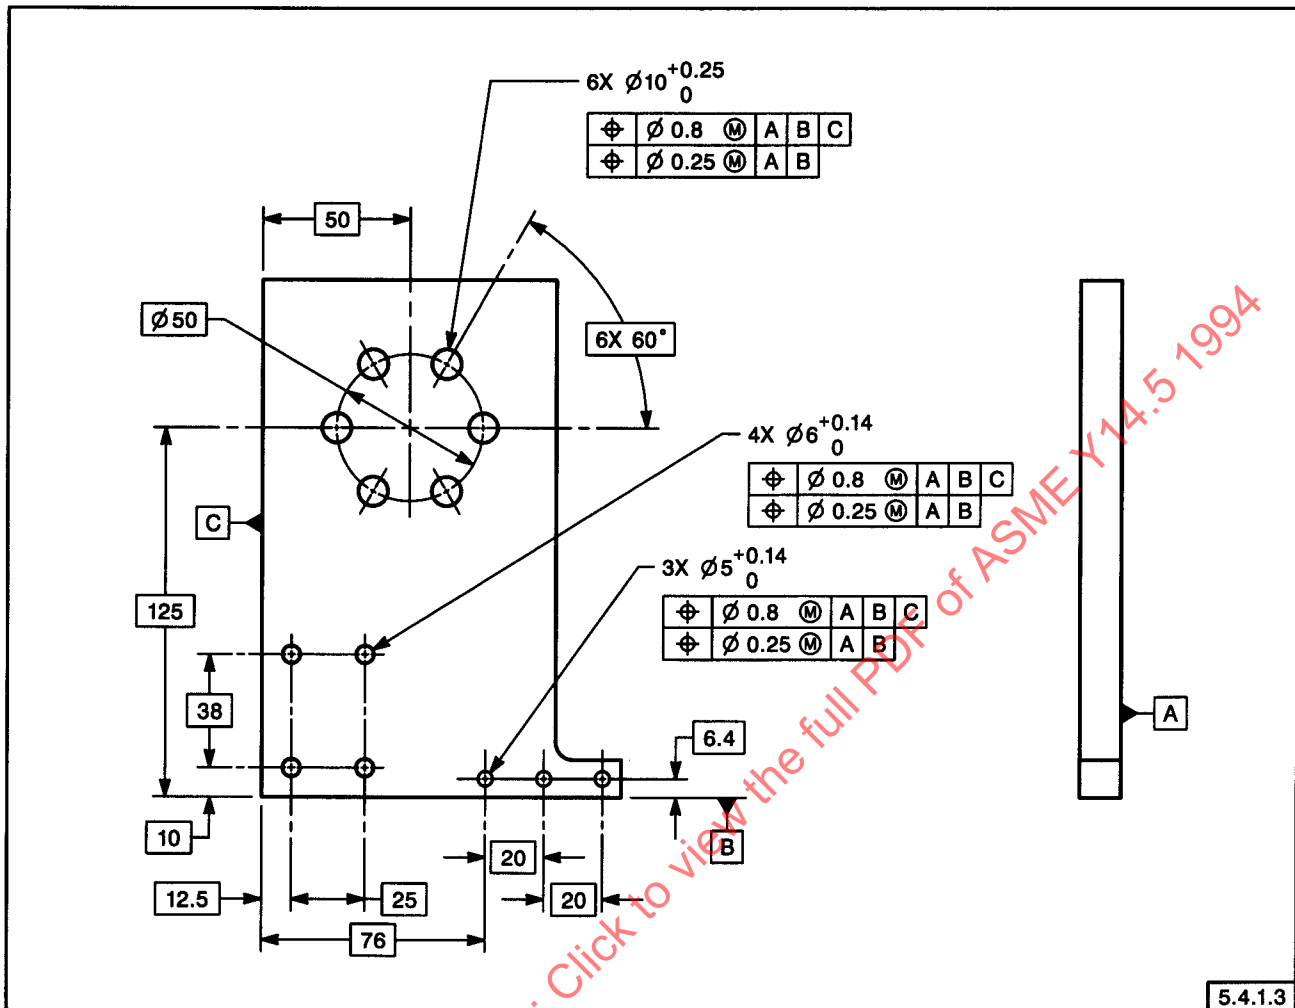 6X ⌀10 +0.25 0
⌖ ⌀ 0.8 Ⓜ A B C
⌖ ⌀ 0.25 Ⓜ A B
50
⌀50
6X 60°
4X ⌀6 +0.14 0
⌖ ⌀ 0.8 Ⓜ A B C
⌖ ⌀ 0.25 Ⓜ A B
C
3X ⌀5 +0.14 0
⌖ ⌀ 0.8 Ⓜ A B C
⌖ ⌀ 0.25 Ⓜ A B
125
38
6.4
A
10
B
20
12.5
25
20
76
: Click to view the full PDF of ASME Y14.5 1994
5.4.1.3